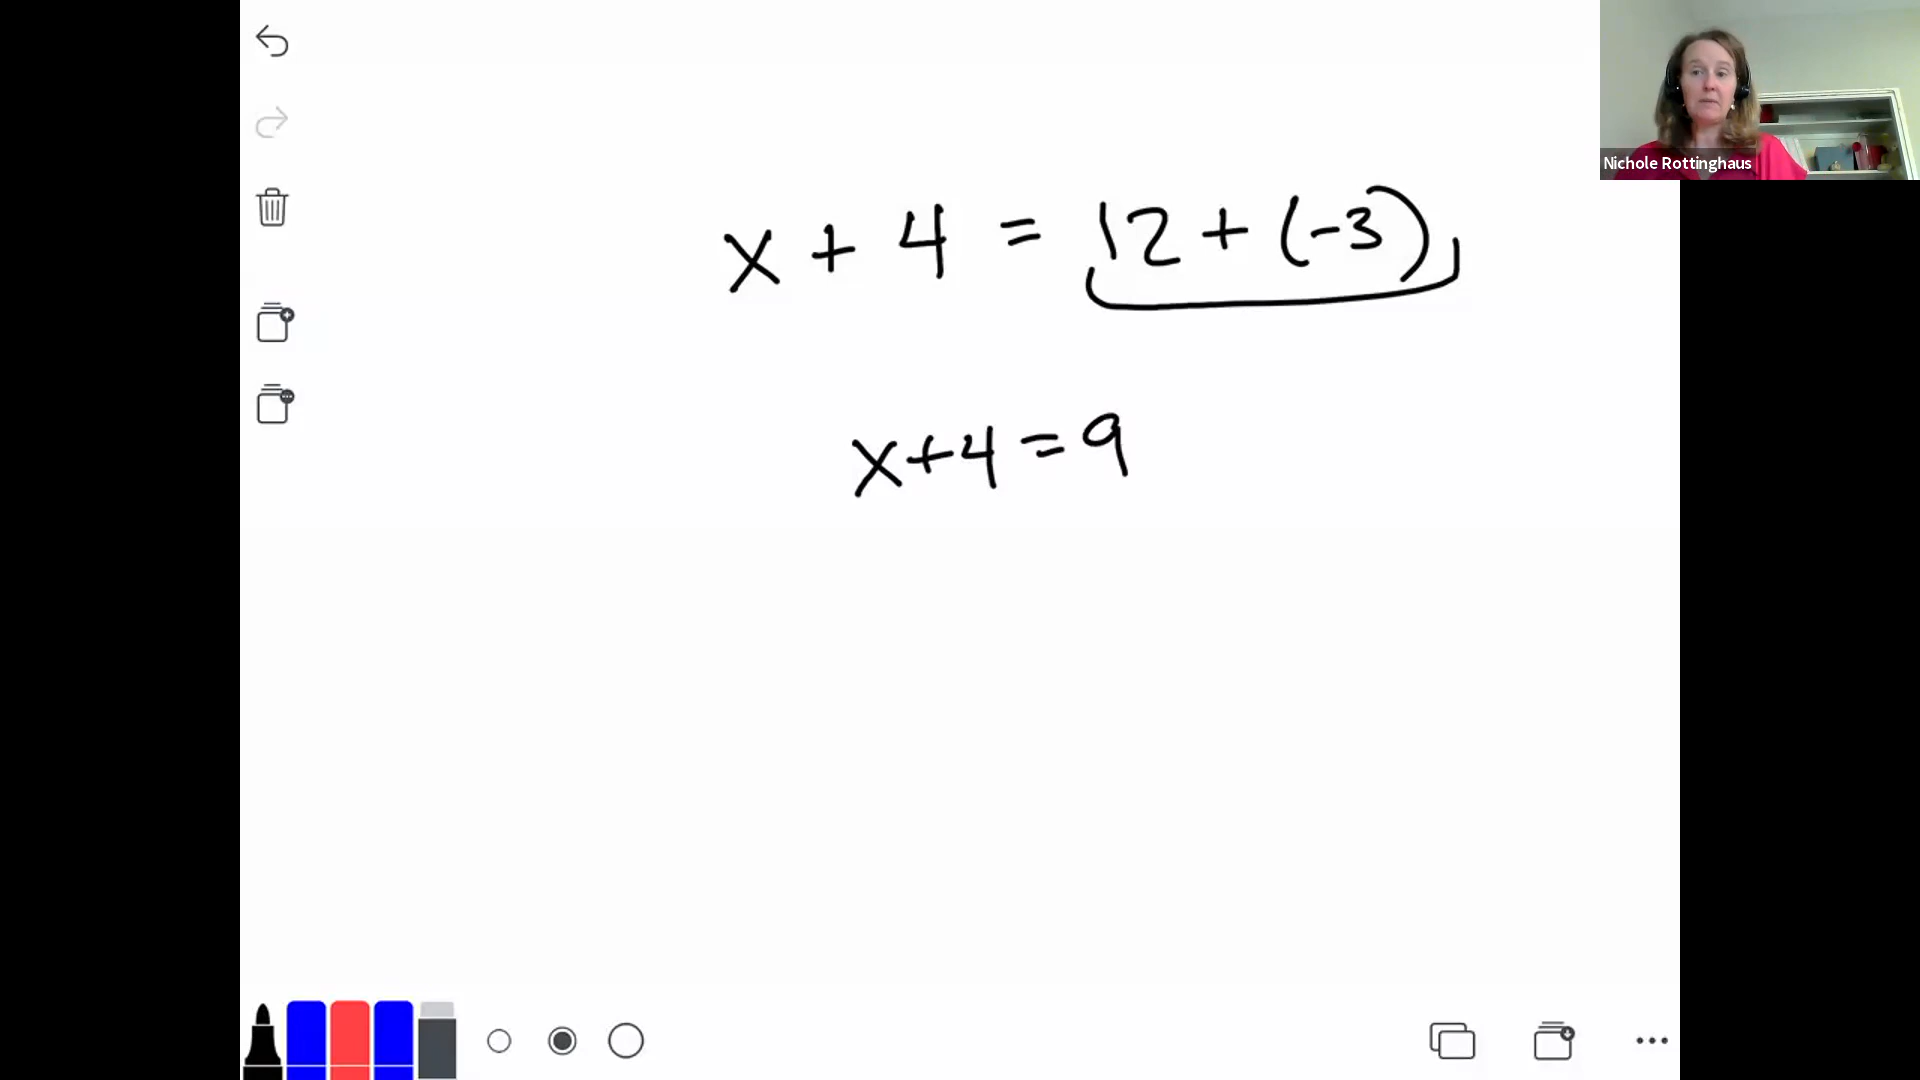 Nichole Rottinghaus
x + 4 = 12 + (-3)
x+4=9